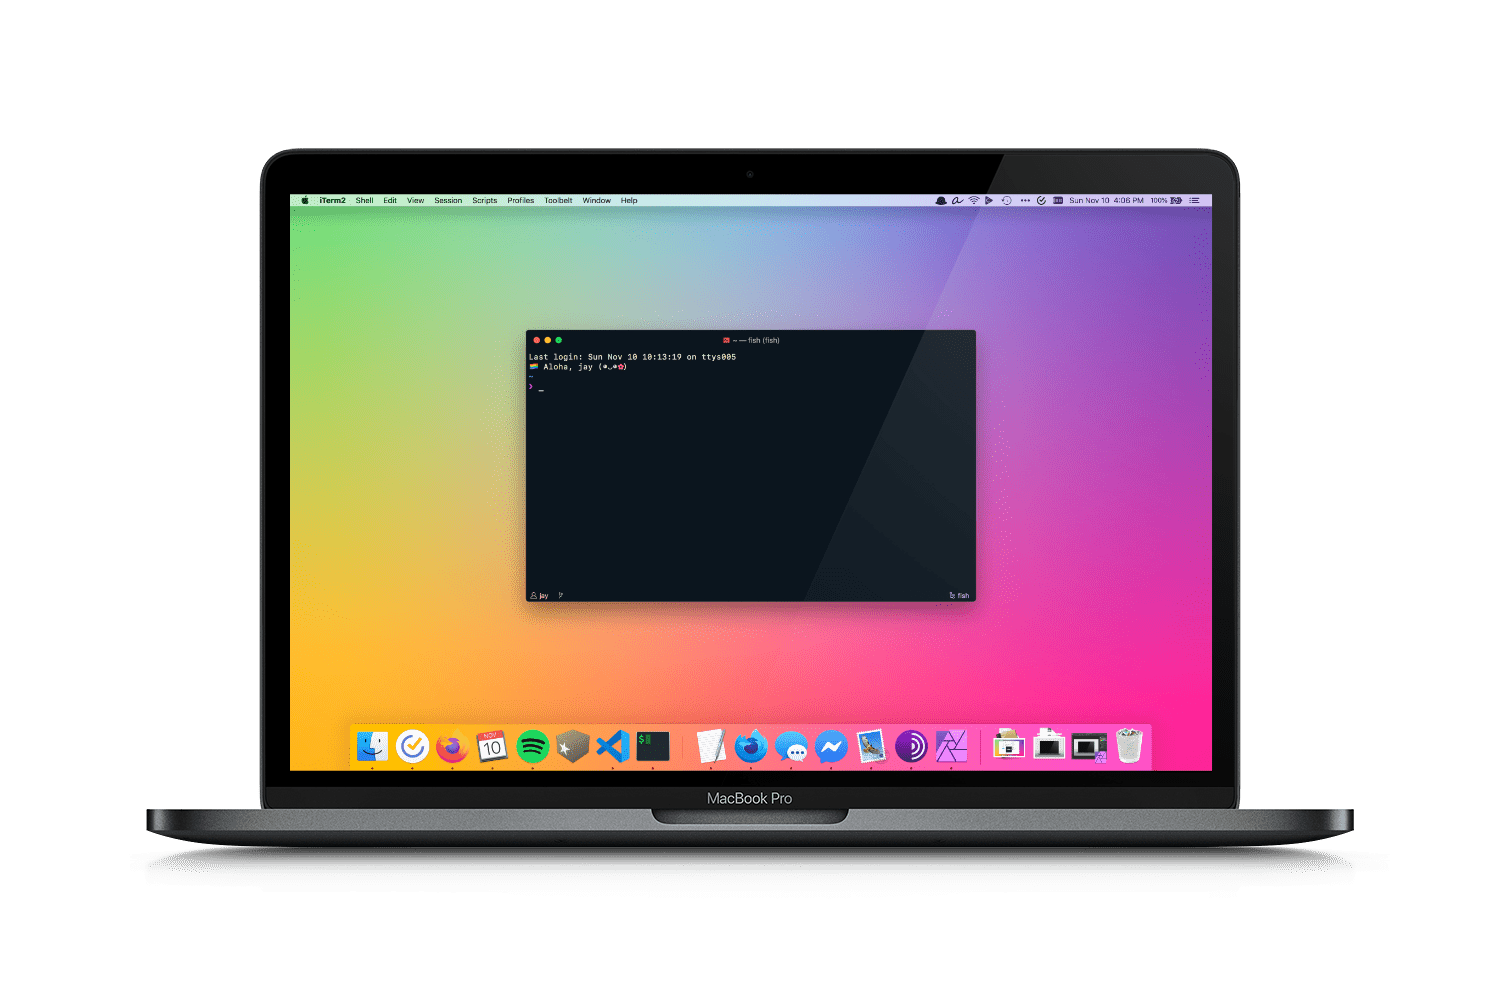 iTerm2 Shell Edit View Session Scripts Profiles Toolbelt Window Help
Sun Nov 10 4:06 PM 100%
~ — fish (fish)
Last login: Sun Nov 10 10:13:19 on ttys005
Aloha, jay (◕‿◕✿)
~
❯ _
jay
fish
NOV
10
$
MacBook Pro